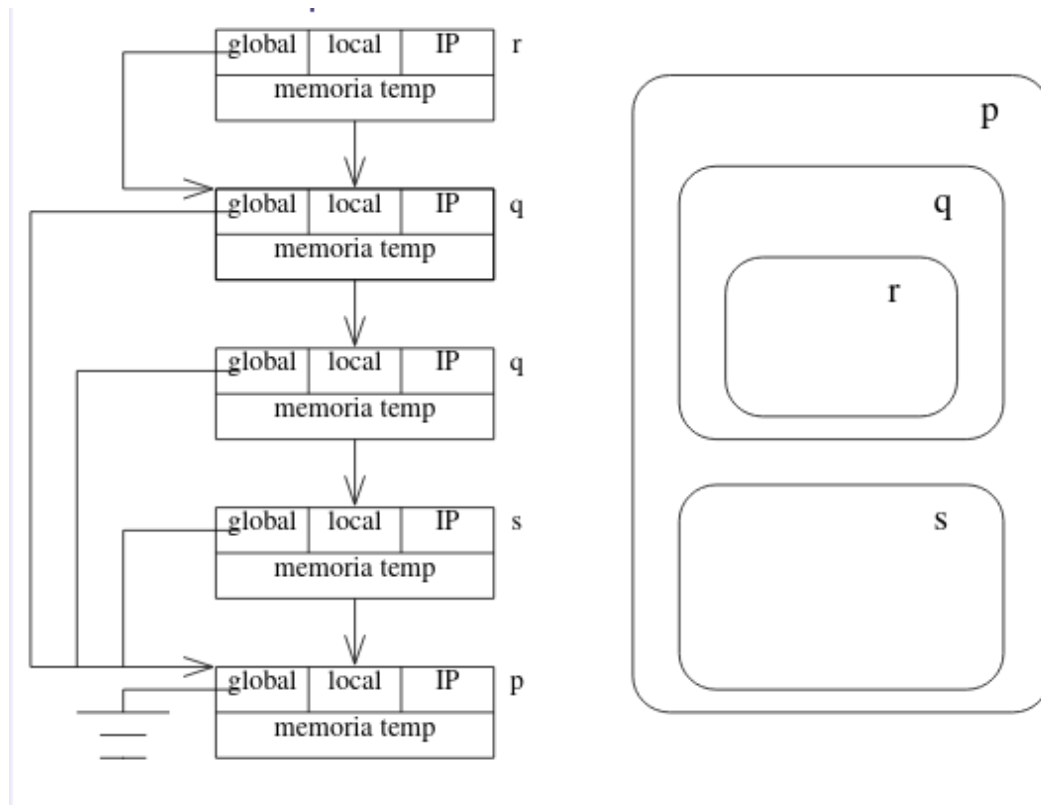 global local IP r
memoria temp
global local IP q
memoria temp
global local IP q
memoria temp
global local IP s
memoria temp
global local IP p
memoria temp
p
q
r
s